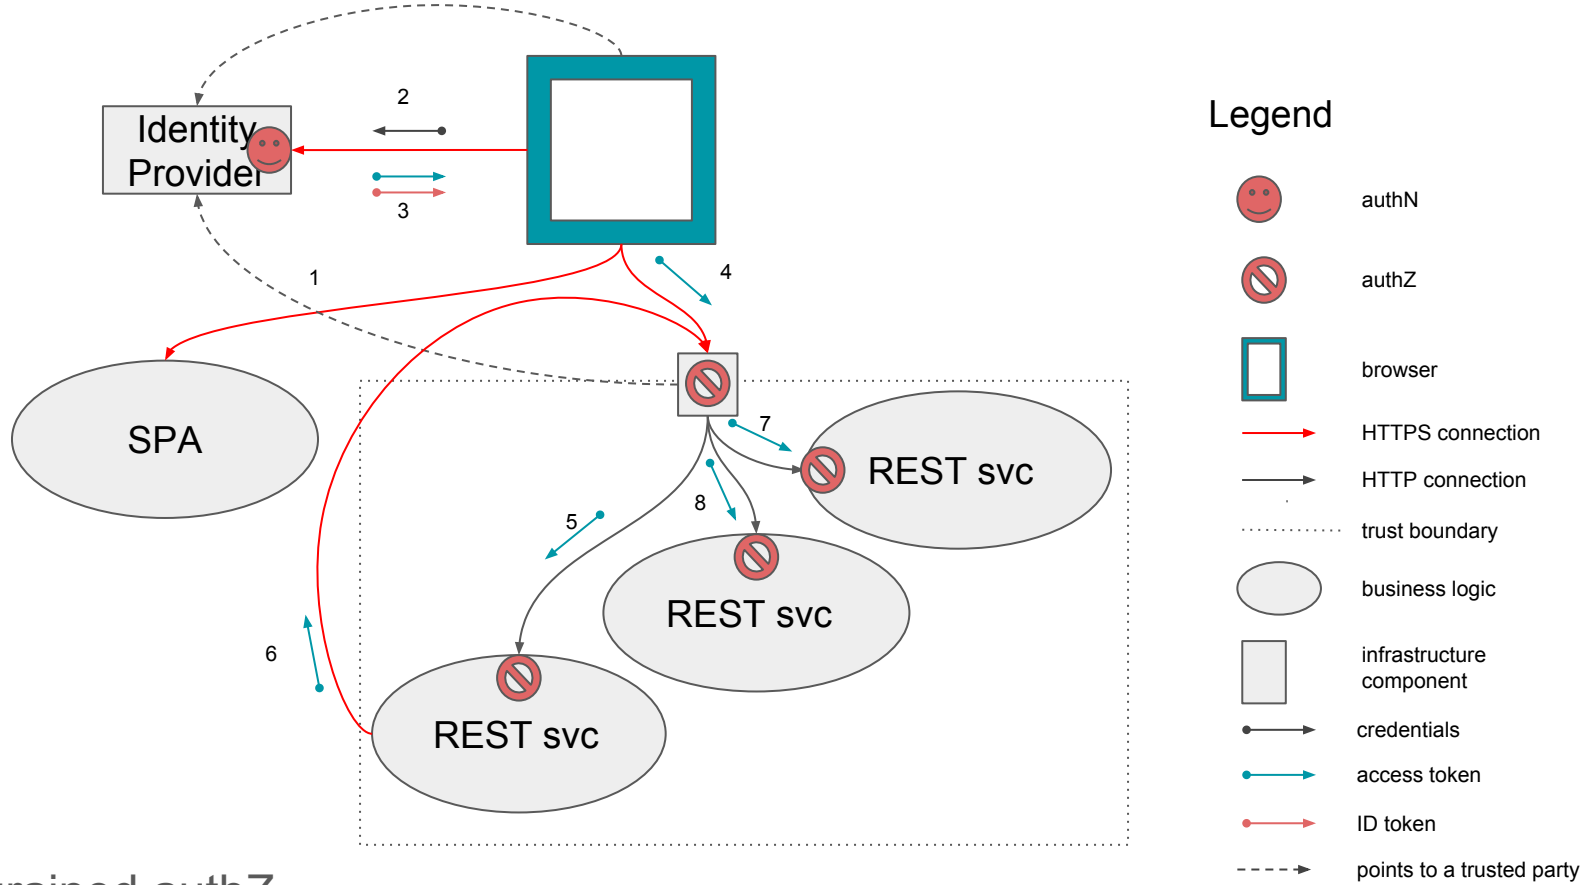 2
Identity
Provider
3
1
4
SPA
7
REST svc
8
5
REST svc
6
REST svc
Legend
authN
authZ
browser
HTTPS connection
HTTP connection
trust boundary
business logic
infrastructure
component
credentials
access token
ID token
points to a trusted party
authZ